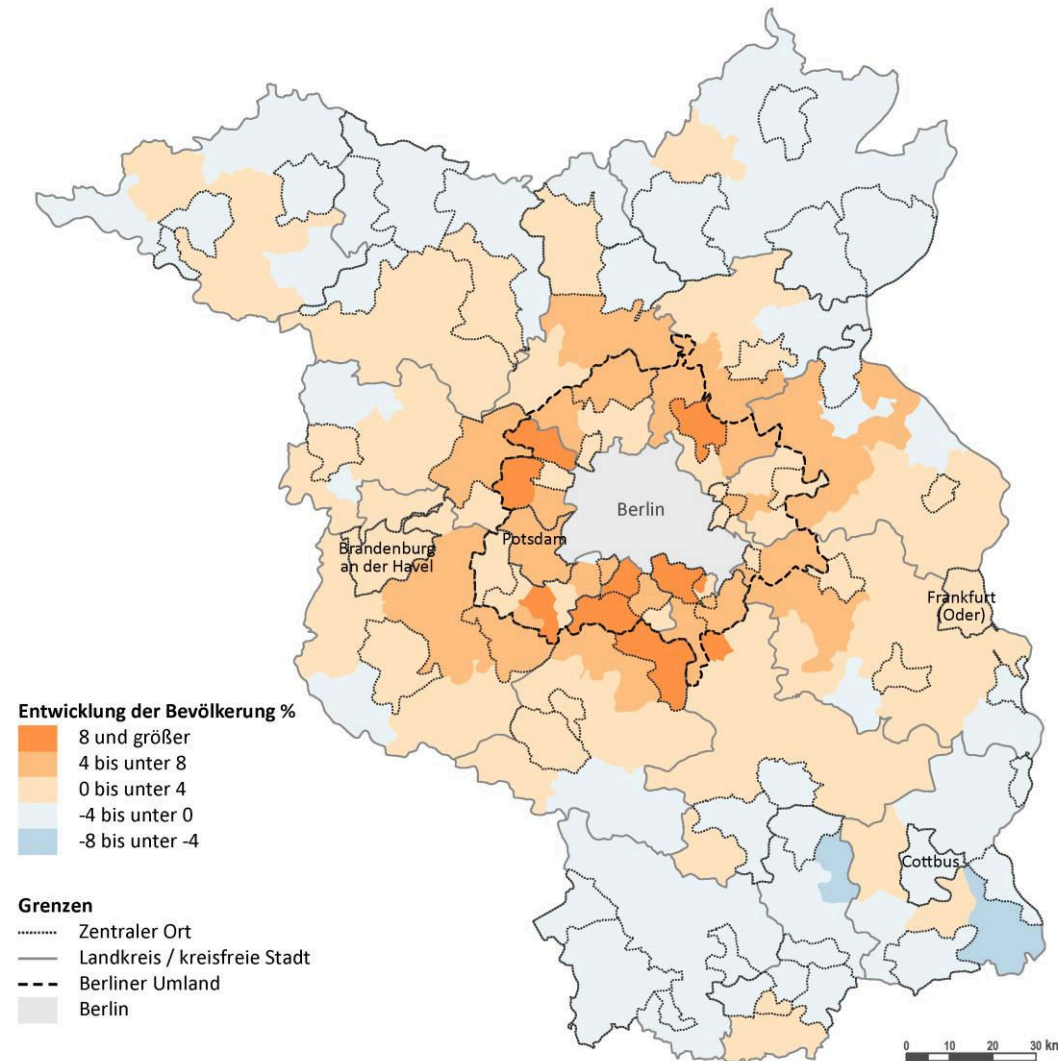 Berlin
Potsdam
Brandenburg
an der Havel
Frankfurt
(Oder)
Cottbus
Entwicklung der Bevölkerung %
8 und größer
4 bis unter 8
0 bis unter 4
-4 bis unter 0
-8 bis unter -4
Grenzen
Zentraler Ort
Landkreis / kreisfreie Stadt
Berliner Umland
Berlin
0 10 20 30 km